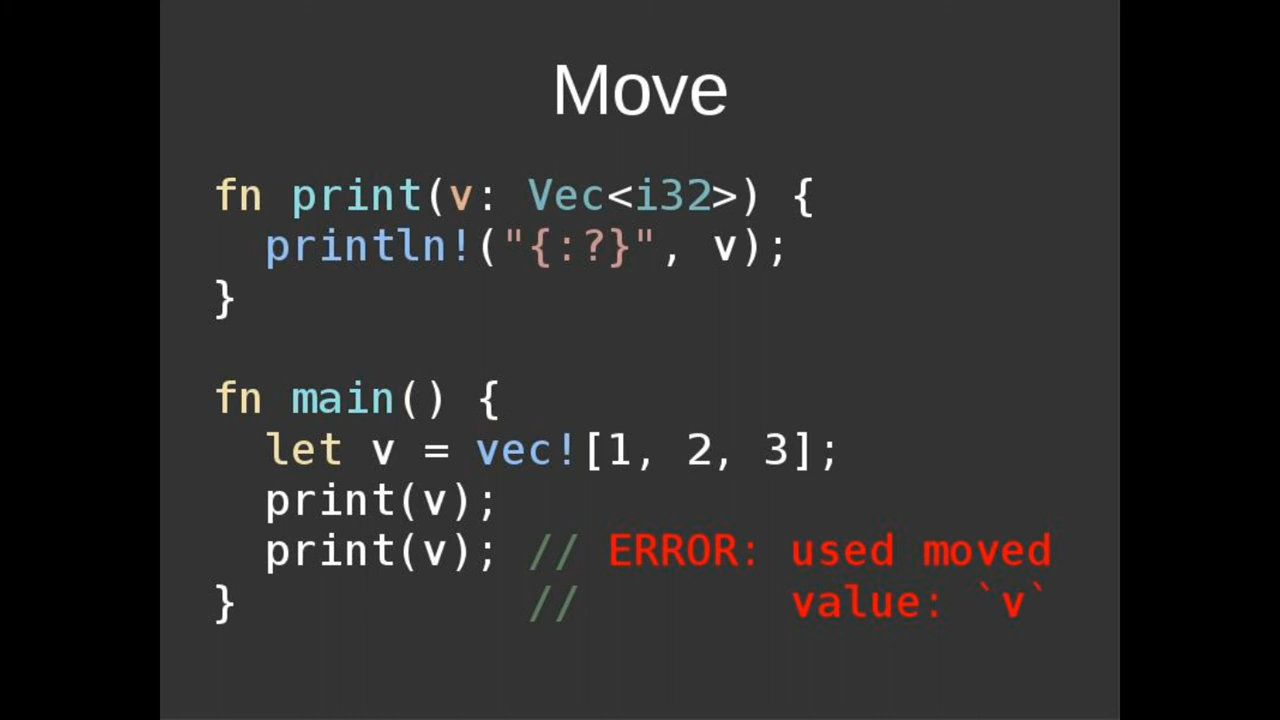 Move
fn print(v: Vec<i32>) {
  println!("{:?}", v);
}

fn main() {
  let v = vec![1, 2, 3];
  print(v);
  print(v); // ERROR: used moved
}           //        value: `v`